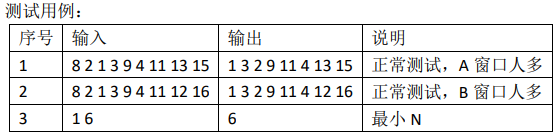 测试用例：
序号 输入 输出 说明
1 8 2 1 3 9 4 11 13 15 1 3 2 9 11 4 13 15 正常测试，A 窗口人多
2 8 2 1 3 9 4 11 12 16 1 3 2 9 11 4 12 16 正常测试，B 窗口人多
3 1 6 6 最小 N